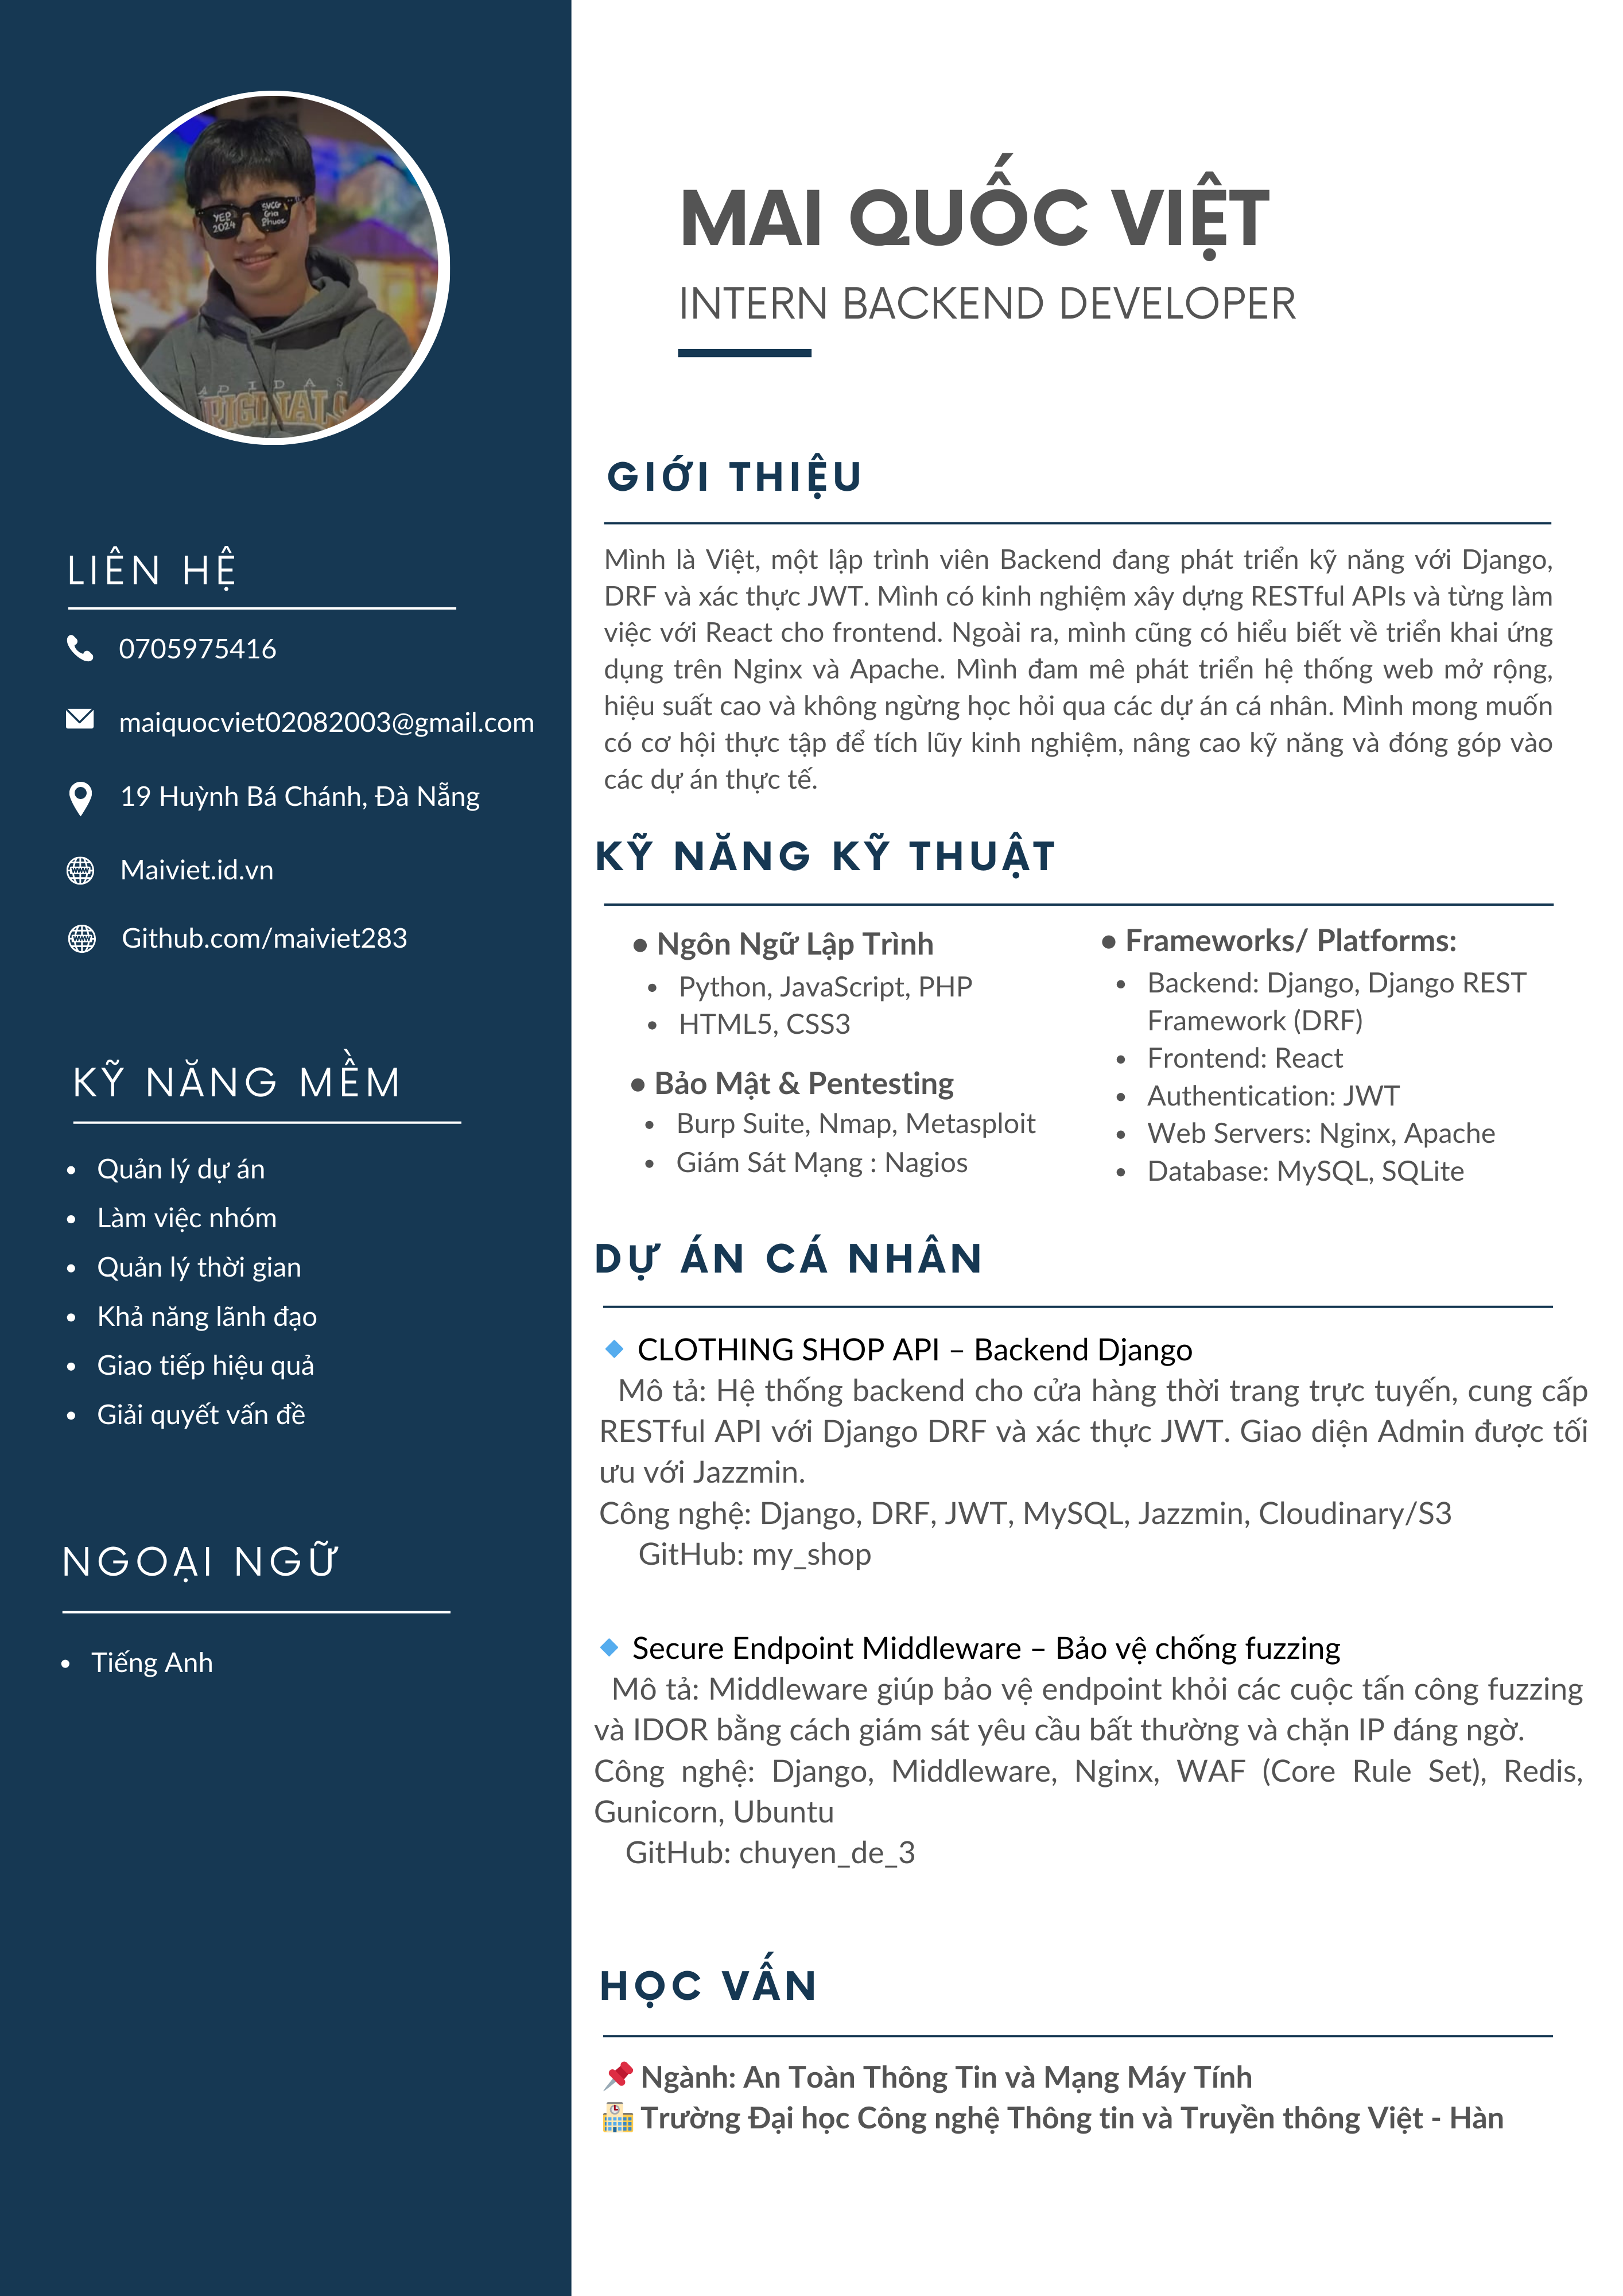 YEP
2024
SVCG
Gia
Phuoc
ADIDAS
ORIGINALS
LIÊN HỆ
0705975416
maiquocviet02082003@gmail.com
19 Huỳnh Bá Chánh, Đà Nẵng
Maiviet.id.vn
Github.com/maiviet283
KỸ NĂNG MỀM
• Quản lý dự án
• Làm việc nhóm
• Quản lý thời gian
• Khả năng lãnh đạo
• Giao tiếp hiệu quả
• Giải quyết vấn đề
NGOẠI NGỮ
• Tiếng Anh
MAI QUỐC VIỆT
INTERN BACKEND DEVELOPER
GIỚI THIỆU
Mình là Việt, một lập trình viên Backend đang phát triển kỹ năng với Django,
DRF và xác thực JWT. Mình có kinh nghiệm xây dựng RESTful APIs và từng làm
việc với React cho frontend. Ngoài ra, mình cũng có hiểu biết về triển khai ứng
dụng trên Nginx và Apache. Mình đam mê phát triển hệ thống web mở rộng,
hiệu suất cao và không ngừng học hỏi qua các dự án cá nhân. Mình mong muốn
có cơ hội thực tập để tích lũy kinh nghiệm, nâng cao kỹ năng và đóng góp vào
các dự án thực tế.
KỸ NĂNG KỸ THUẬT
● Ngôn Ngữ Lập Trình
• Python, JavaScript, PHP
• HTML5, CSS3
● Bảo Mật & Pentesting
• Burp Suite, Nmap, Metasploit
• Giám Sát Mạng : Nagios
● Frameworks/ Platforms:
• Backend: Django, Django REST
Framework (DRF)
• Frontend: React
• Authentication: JWT
• Web Servers: Nginx, Apache
• Database: MySQL, SQLite
DỰ ÁN CÁ NHÂN
🔹 CLOTHING SHOP API – Backend Django
Mô tả: Hệ thống backend cho cửa hàng thời trang trực tuyến, cung cấp
RESTful API với Django DRF và xác thực JWT. Giao diện Admin được tối
ưu với Jazzmin.
Công nghệ: Django, DRF, JWT, MySQL, Jazzmin, Cloudinary/S3
GitHub: my_shop
🔹 Secure Endpoint Middleware – Bảo vệ chống fuzzing
Mô tả: Middleware giúp bảo vệ endpoint khỏi các cuộc tấn công fuzzing
và IDOR bằng cách giám sát yêu cầu bất thường và chặn IP đáng ngờ.
Công nghệ: Django, Middleware, Nginx, WAF (Core Rule Set), Redis,
Gunicorn, Ubuntu
GitHub: chuyen_de_3
HỌC VẤN
📌 Ngành: An Toàn Thông Tin và Mạng Máy Tính
🏫 Trường Đại học Công nghệ Thông tin và Truyền thông Việt - Hàn